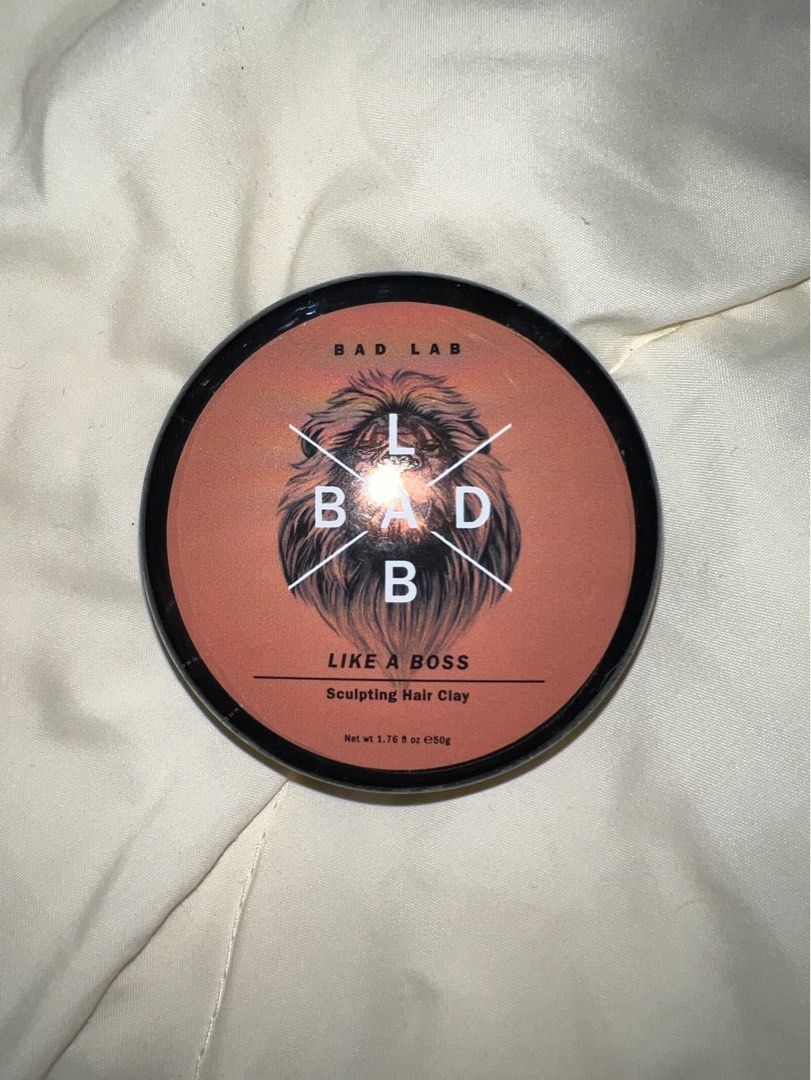 BAD LAB
L
BAD
B
LIKE A BOSS
Sculpting Hair Clay
Net wt 1.76 fl oz ℮50g